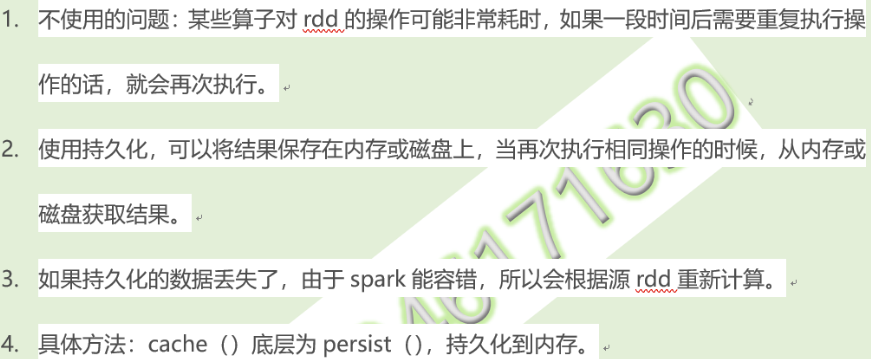 1. 不使用的问题：某些算子对 rdd 的操作可能非常耗时，如果一段时间后需要重复执行操
作的话，就会再次执行。
2. 使用持久化，可以将结果保存在内存或磁盘上，当再次执行相同操作的时候，从内存或
磁盘获取结果。
3. 如果持久化的数据丢失了，由于 spark 能容错，所以会根据源 rdd 重新计算。
4. 具体方法：cache（）底层为 persist（），持久化到内存。